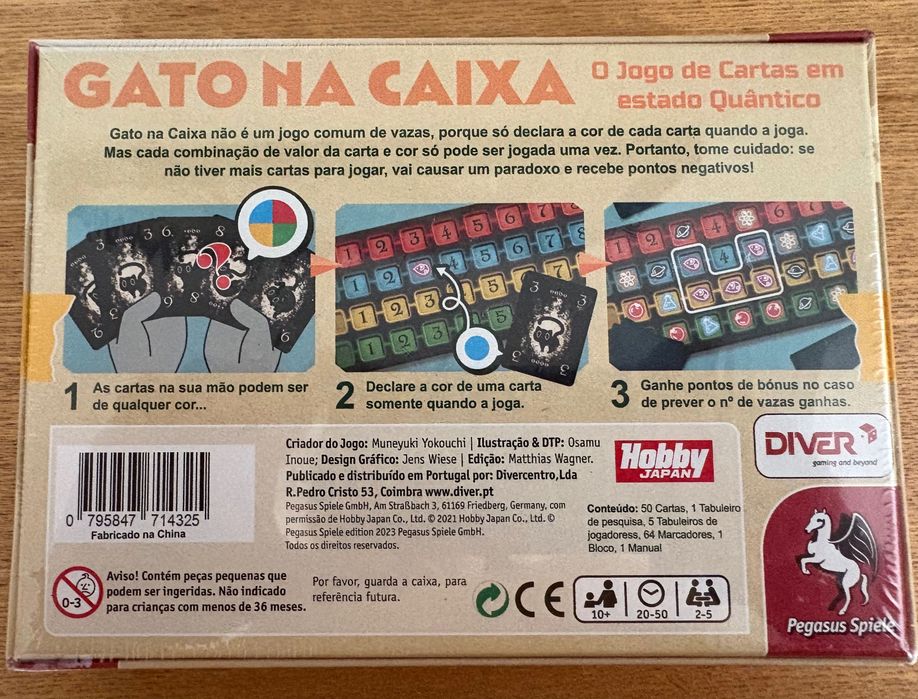 GATO NA CAIXA
O Jogo de Cartas em
estado Quântico
Gato na Caixa não é um jogo comum de vazas, porque só declara a cor de cada carta quando a joga.
Mas cada combinação de valor da carta e cor só pode ser jogada uma vez. Portanto, tome cuidado: se
não tiver mais cartas para jogar, vai causar um paradoxo e recebe pontos negativos!
1 As cartas na sua mão podem ser
de qualquer cor...
2 Declare a cor de uma carta
somente quando a joga.
3 Ganhe pontos de bónus no caso
de prever o nº de vazas ganhas.
0 795847 714325
Fabricado na China
Criador do Jogo: Muneyuki Yokouchi | Ilustração & DTP: Osamu
Inoue; Design Gráfico: Jens Wiese | Edição: Matthias Wagner.
Publicado e distribuído em Portugal por: Divercentro,Lda
R.Pedro Cristo 53, Coimbra www.diver.pt
Pegasus Spiele GmbH, Am Straßbach 3, 61169 Friedberg, Germany, com
permissão de Hobby Japan Co., Ltd. © 2021 Hobby Japan Co., Ltd. ©
Pegasus Spiele edition 2023 Pegasus Spiele GmbH.
Todos os direitos reservados.
Hobby
JAPAN
DIVER
gaming and beyond
Conteúdo: 50 Cartas, 1 Tabuleiro
de pesquisa, 5 Tabuleiros de
jogadoress, 64 Marcadores, 1
Bloco, 1 Manual
0-3
Aviso! Contém peças pequenas que
podem ser ingeridas. Não indicado
para crianças com menos de 36 meses.
Por favor, guarda a caixa, para
referência futura.
CE
10+
20-50
2-5
Pegasus Spiele